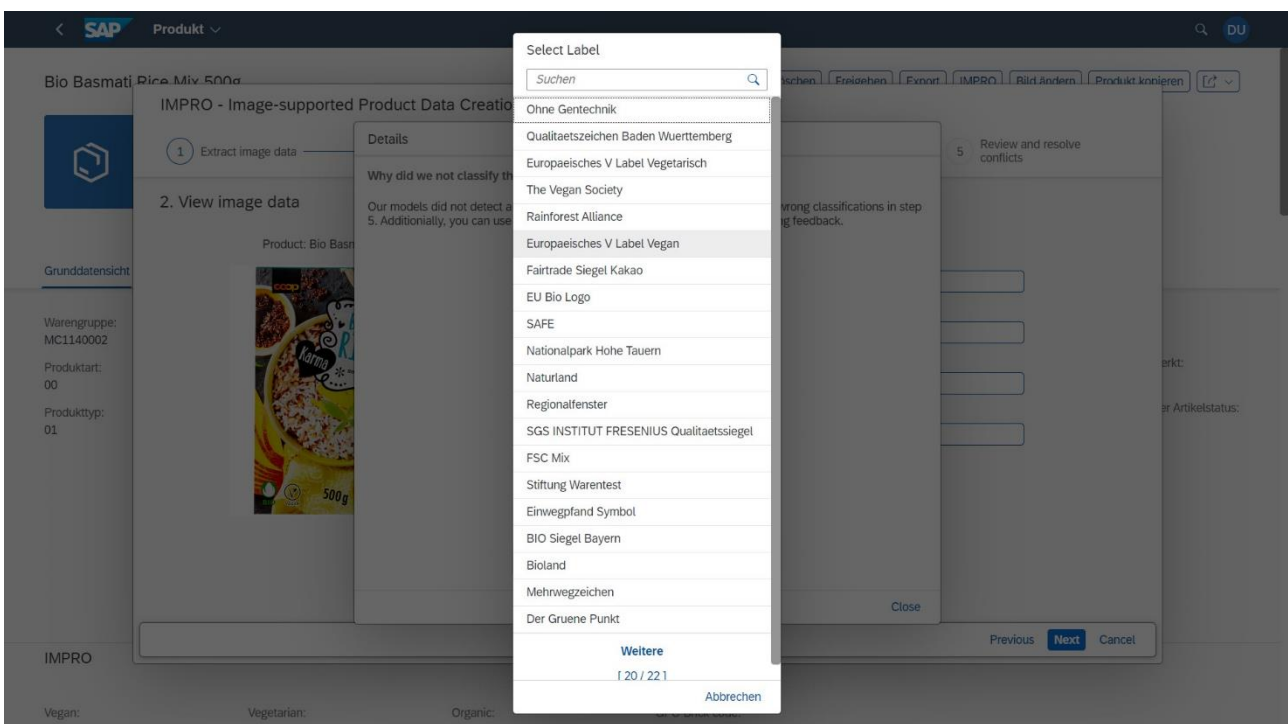 SAP Produkt DU
Select Label
Suchen
Ohne Gentechnik
Qualitaetszeichen Baden Wuerttemberg
Europaeisches V Label Vegetarisch
The Vegan Society
Rainforest Alliance
Europaeisches V Label Vegan
Fairtrade Siegel Kakao
EU Bio Logo
SAFE
Nationalpark Hohe Tauern
Naturland
Regionalfenster
SGS INSTITUT FRESENIUS Qualitaetssiegel
FSC Mix
Stiftung Warentest
Einwegpfand Symbol
BIO Siegel Bayern
Bioland
Mehrwegzeichen
Der Gruene Punkt
Weitere
[ 20 / 22 ]
Abbrechen
Bio Basmati Rice Mix 500g
Freigeben Export IMPRO Bild ändern Produkt kopieren
IMPRO - Image-supported Product Data
1 Extract image data
5 Review and resolve
conflicts
Details
Why did we not classify
Our models did not detect
wrong classifications in step
5. Additionially, you can use
feedback.
2. View image data
Product: Bio
coop
Karma
500g
Grunddatensicht
Warengruppe:
MC1140002
Produktart:
00
Produkttyp:
01
Artikelstatus:
Close
Previous Next Cancel
IMPRO
Vegan: Vegetarian: Organic: